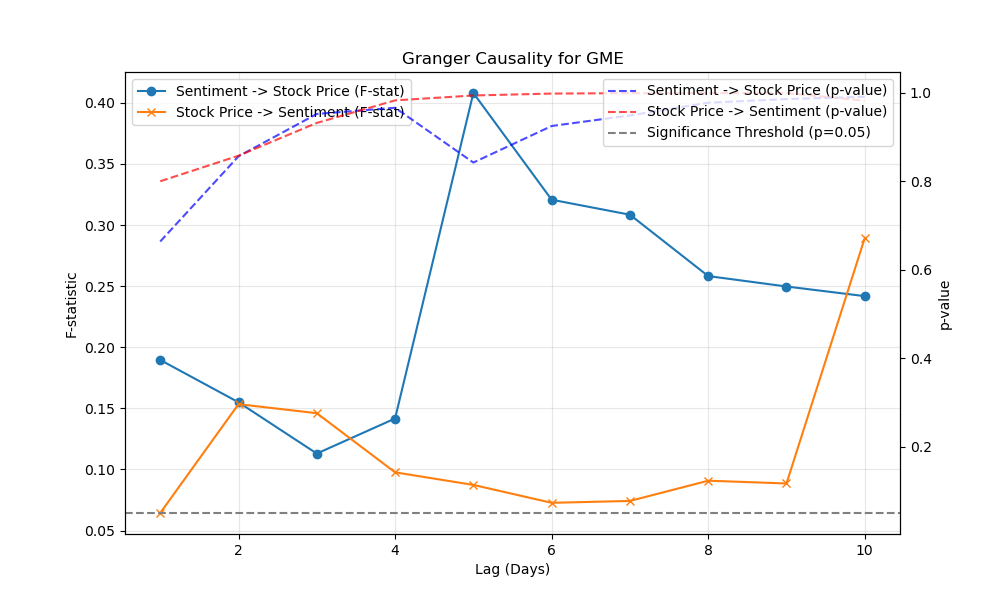 Granger Causality for GME
Sentiment -> Stock Price (F-stat)
Stock Price -> Sentiment (F-stat)
Sentiment -> Stock Price (p-value)
Stock Price -> Sentiment (p-value)
Significance Threshold (p=0.05)
F-statistic
0.40
0.35
0.30
0.25
0.20
0.15
0.10
0.05
1.0
0.8
0.6
0.4
0.2
p-value
2 4 6 8 10
Lag (Days)